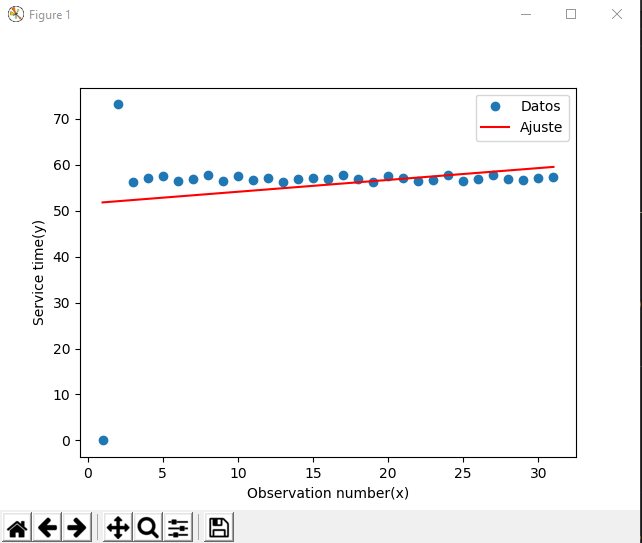 Figure 1
Datos
Ajuste
70
60
50
40
30
20
10
0
Service time(y)
0 5 10 15 20 25 30
Observation number(x)